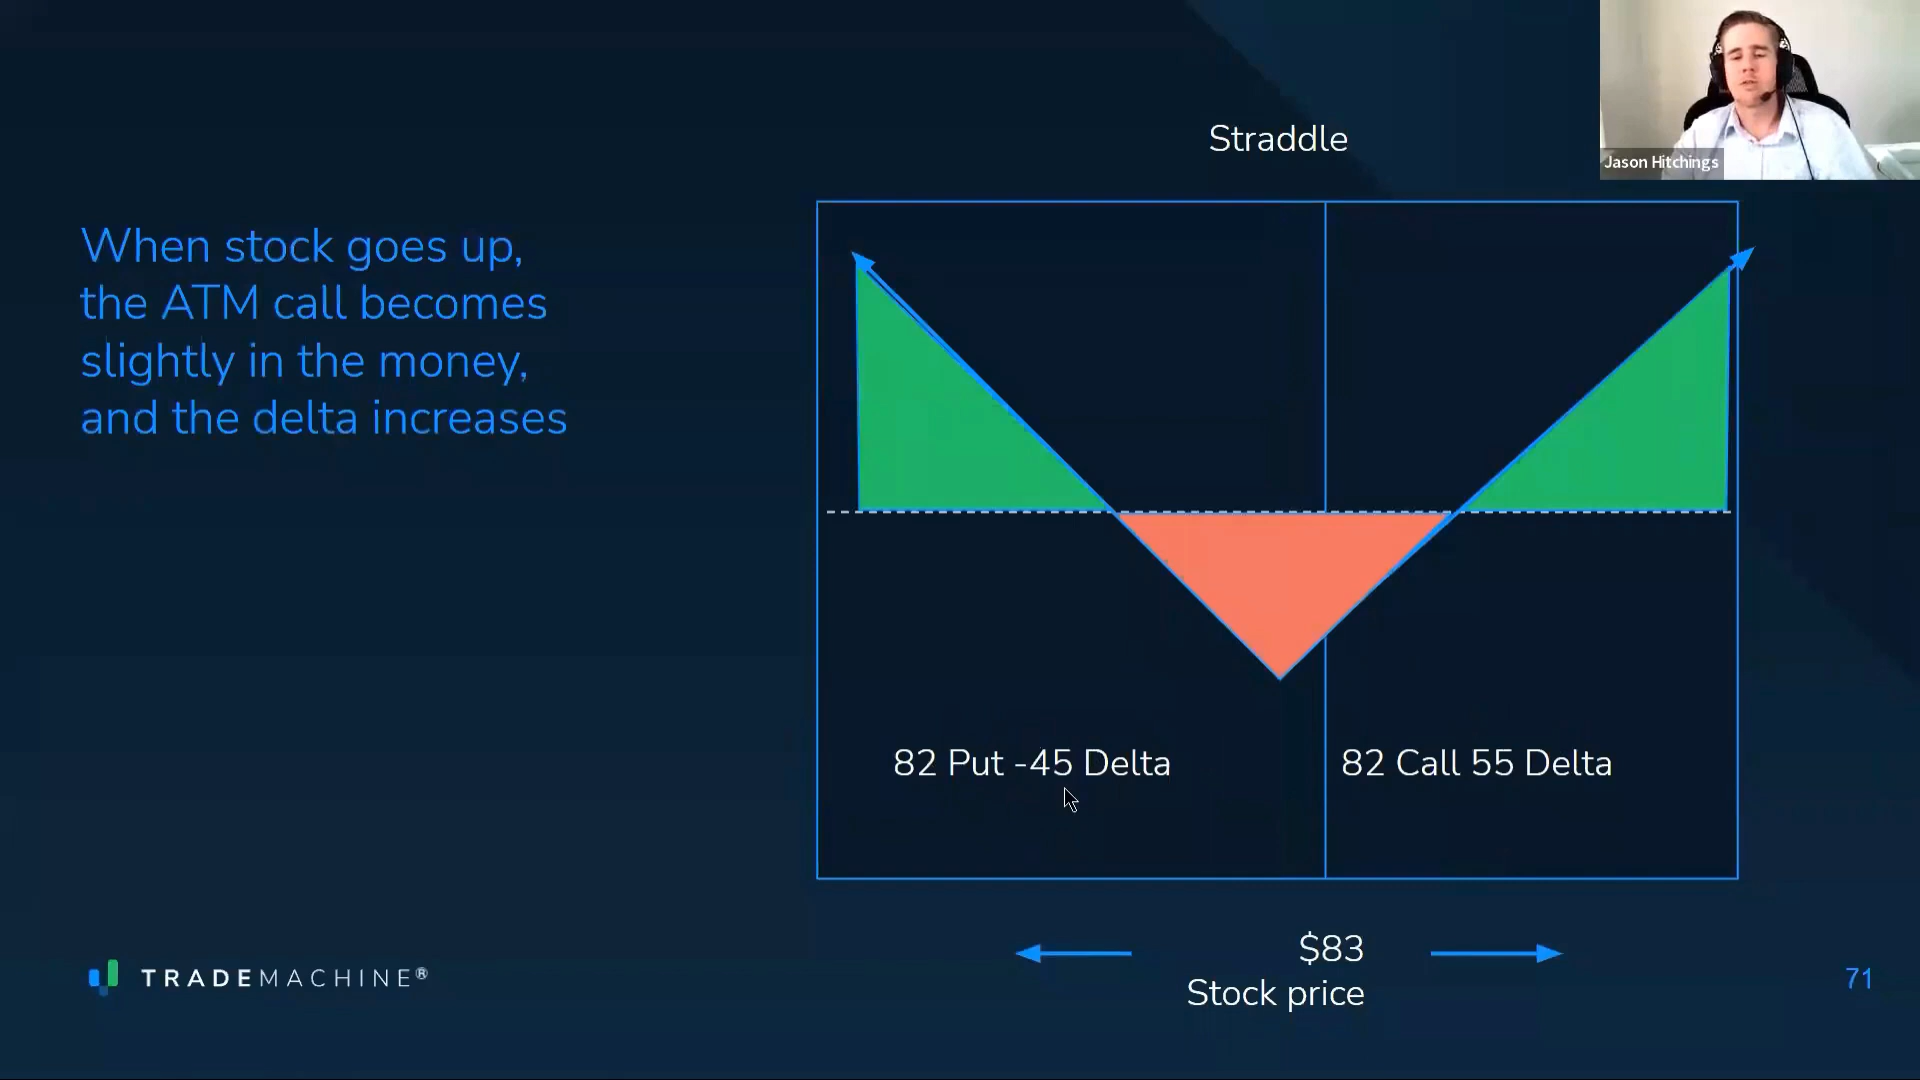 Straddle
Jason Hitchings
When stock goes up,
the ATM call becomes
slightly in the money,
and the delta increases
82 Put -45 Delta
82 Call 55 Delta
$83
Stock price
TRADEMACHINE®
71